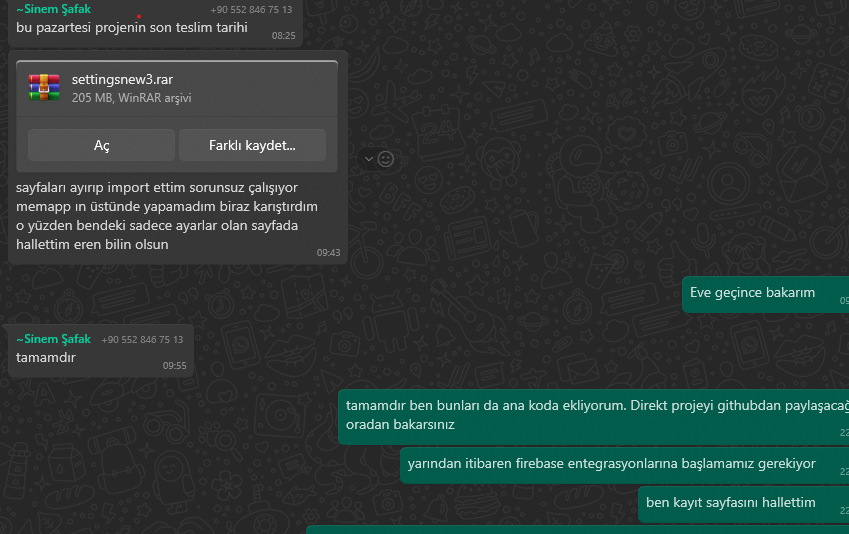 ~Sinem Şafak +90 552 846 75 13
bu pazartesi projenin son teslim tarihi
08:25
settingsnew3.rar
205 MB, WinRAR arşivi
Aç Farklı kaydet...
sayfaları ayırıp import ettim sorunsuz çalışıyor
memapp ın üstünde yapamadım biraz karıştırdım
o yüzden bendeki sadece ayarlar olan sayfada
hallettim eren bilin olsun
09:43
Eve geçince bakarım
09
~Sinem Şafak +90 552 846 75 13
tamamdır
09:55
tamamdır ben bunları da ana koda ekliyorum. Direkt projeyi githubdan paylaşacağ
oradan bakarsınız
22
yarından itibaren firebase entegrasyonlarına başlamamız gerekiyor
22
ben kayıt sayfasını hallettim
22